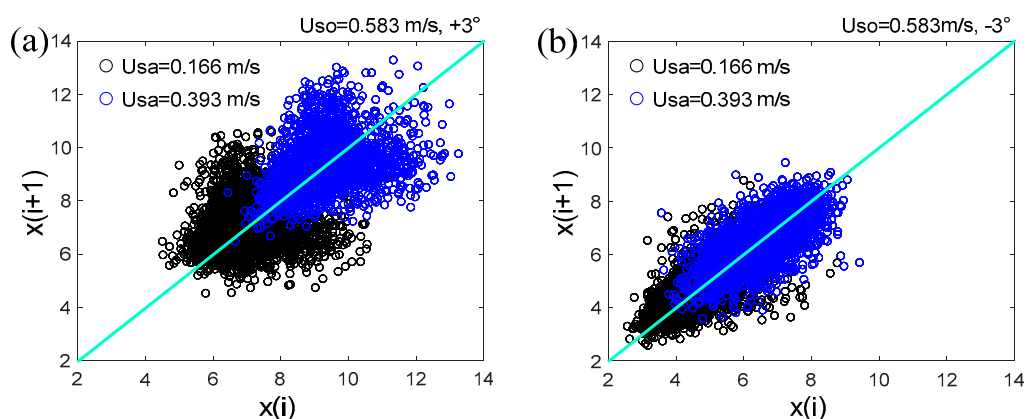 (a)
Uso=0.583 m/s, +3°
Usa=0.166 m/s
Usa=0.393 m/s
14
12
10
8
6
4
2
2 4 6 8 10 12 14
x(i+1)
x(i)
(b)
Uso=0.583m/s, -3°
Usa=0.166 m/s
Usa=0.393 m/s
14
12
10
8
6
4
2
2 4 6 8 10 12 14
x(i+1)
x(i)